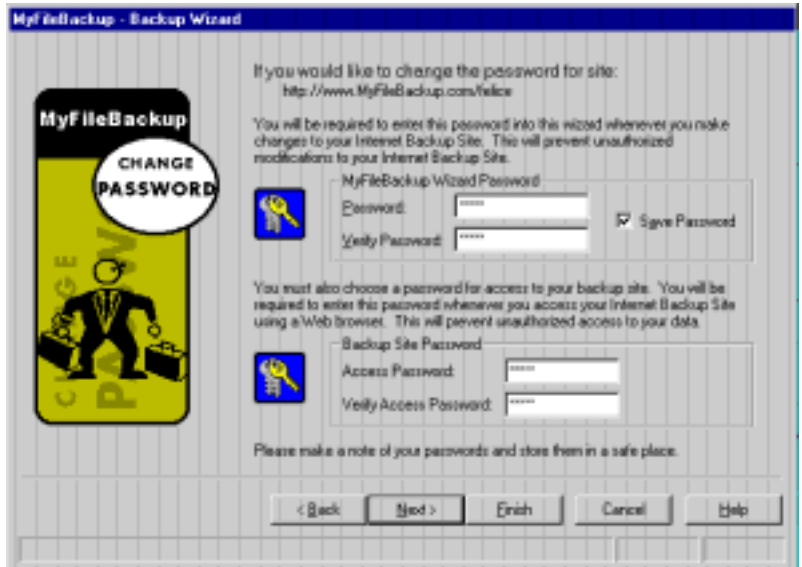 MyFileBackup - Backup Wizard
If you would like to change the password for site:
http://www.MyFileBackup.com/felice
MyFileBackup
CHANGE
PASSWORD
You will be required to enter this password into this wizard whenever you make
changes to your Internet Backup Site. This will prevent unauthorized
modifications to your Internet Backup Site.
MyFileBackup Wizard Password
Password: *****
Verify Password: *****
Save Password
You must also choose a password for access to your backup site. You will be
required to enter this password whenever you access your Internet Backup Site
using a Web browser. This will prevent unauthorized access to your data.
Backup Site Password
Access Password: *****
Verify Access Password: *****
CHANGE
PASSW
Please make a note of your passwords and store them in a safe place.
< Back
Next >
Finish
Cancel
Help